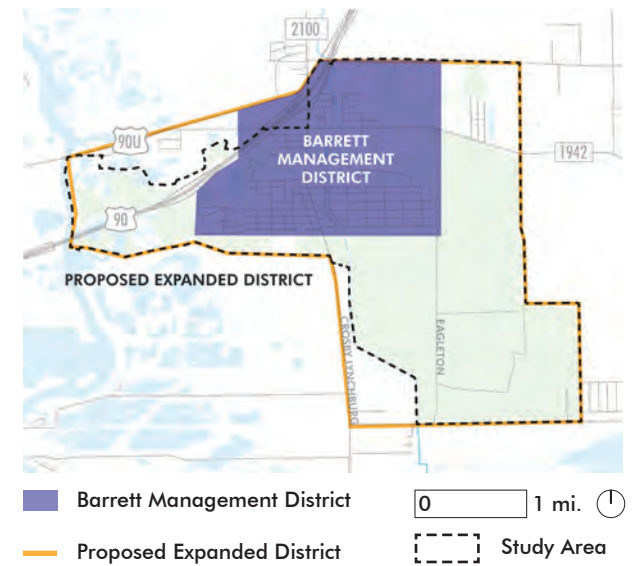 2100
90U
BARRETT
MANAGEMENT
DISTRICT
1942
90
PROPOSED EXPANDED DISTRICT
CROSBY LYNCHBURG
EAGLETON
Barrett Management District
0 1 mi.
Proposed Expanded District
Study Area